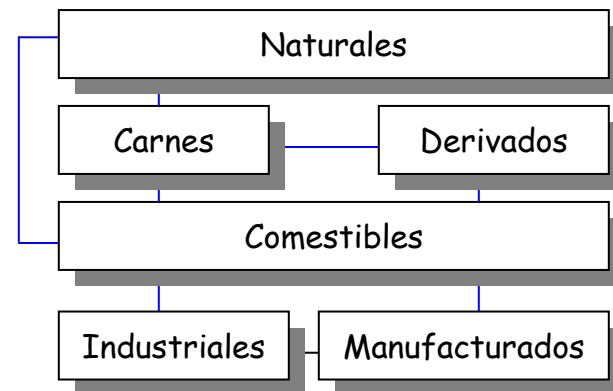 Naturales
Carnes
Derivados
Comestibles
Industriales
Manufacturados